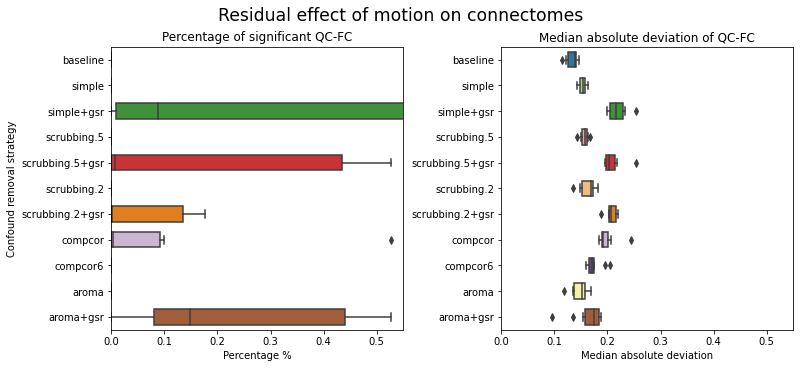 Residual effect of motion on connectomes
Percentage of significant QC-FC
Confound removal strategy
baseline
simple
simple+gsr
scrubbing.5
scrubbing.5+gsr
scrubbing.2
scrubbing.2+gsr
compcor
compcor6
aroma
aroma+gsr
0.0 0.1 0.2 0.3 0.4 0.5
Percentage %
Median absolute deviation of QC-FC
baseline
simple
simple+gsr
scrubbing.5
scrubbing.5+gsr
scrubbing.2
scrubbing.2+gsr
compcor
compcor6
aroma
aroma+gsr
0.0 0.1 0.2 0.3 0.4 0.5
Median absolute deviation